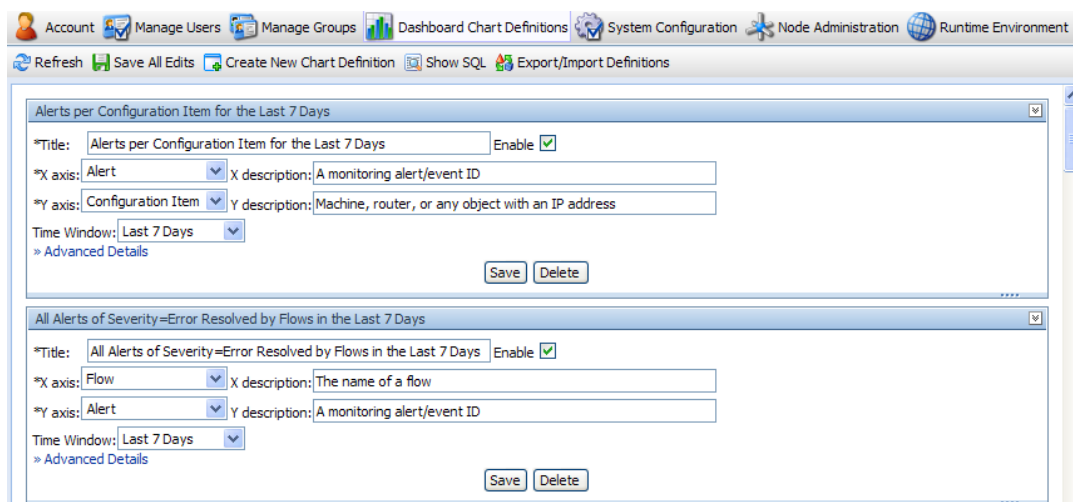 Account Manage Users Manage Groups Dashboard Chart Definitions System Configuration Node Administration Runtime Environment
Refresh Save All Edits Create New Chart Definition Show SQL Export/Import Definitions
Alerts per Configuration Item for the Last 7 Days
*Title: Alerts per Configuration Item for the Last 7 Days Enable
*X axis: Alert X description: A monitoring alert/event ID
*Y axis: Configuration Item Y description: Machine, router, or any object with an IP address
Time Window: Last 7 Days
» Advanced Details
Save Delete
All Alerts of Severity=Error Resolved by Flows in the Last 7 Days
*Title: All Alerts of Severity=Error Resolved by Flows in the Last 7 Days Enable
*X axis: Flow X description: The name of a flow
*Y axis: Alert Y description: A monitoring alert/event ID
Time Window: Last 7 Days
» Advanced Details
Save Delete